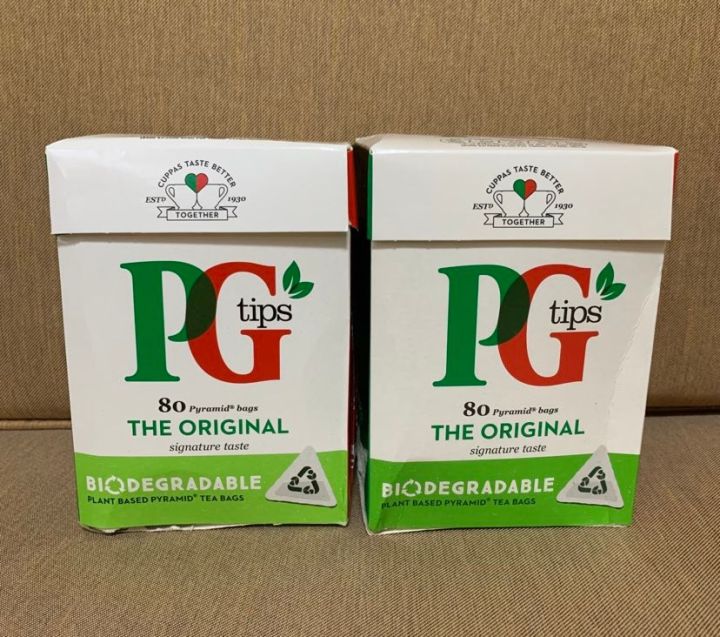 CUPPAS TASTE BETTER
ESTD 1930
TOGETHER
PG tips
80 Pyramid® bags
THE ORIGINAL
signature taste
BIODEGRADABLE
PLANT BASED PYRAMID® TEA BAGS
CUPPAS TASTE BETTER
ESTD 1930
TOGETHER
PG tips
80 Pyramid® bags
THE ORIGINAL
signature taste
BIODEGRADABLE
PLANT BASED PYRAMID® TEA BAGS